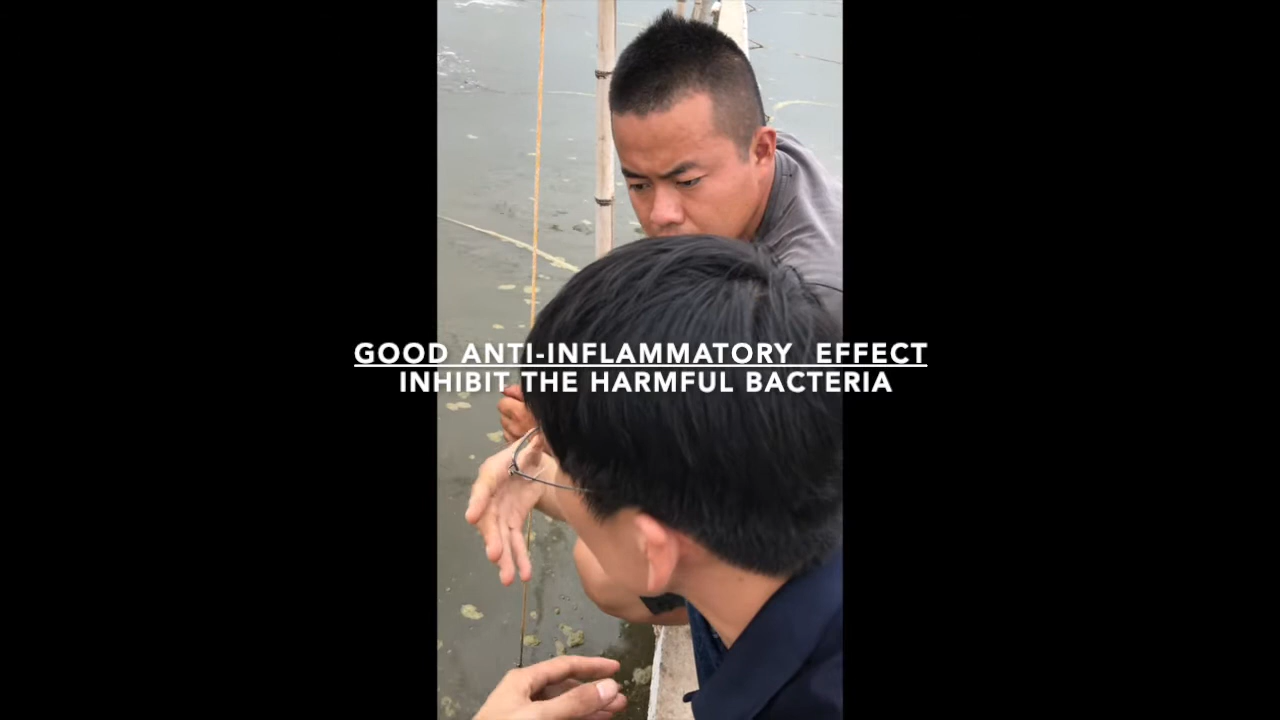 GOOD ANTI-INFLAMMATORY EFFECT
INHIBIT THE HARMFUL BACTERIA